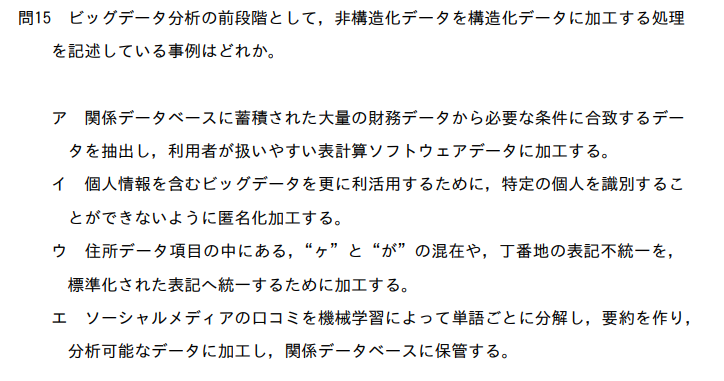 問15 ビッグデータ分析の前段階として，非構造化データを構造化データに加工する処理
を記述している事例はどれか。
ア 関係データベースに蓄積された大量の財務データから必要な条件に合致するデー
タを抽出し，利用者が扱いやすい表計算ソフトウェアデータに加工する。
イ 個人情報を含むビッグデータを更に利活用するために，特定の個人を識別するこ
とができないように匿名化加工する。
ウ 住所データ項目の中にある，“ヶ”と“が”の混在や，丁番地の表記不統一を，
標準化された表記へ統一するために加工する。
エ ソーシャルメディアの口コミを機械学習によって単語ごとに分解し，要約を作り，
分析可能なデータに加工し，関係データベースに保管する。